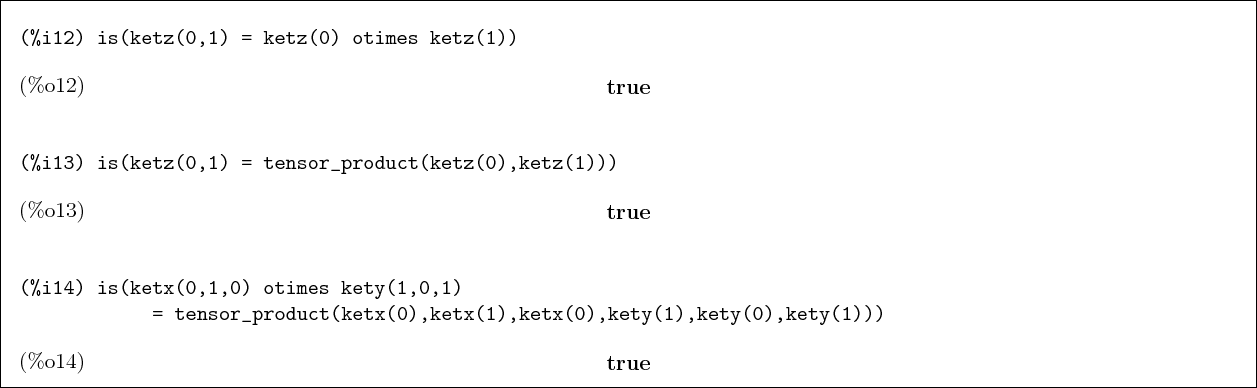 (%i12) is(ketz(0,1) = ketz(0) otimes ketz(1))
(%o12) true
(%i13) is(ketz(0,1) = tensor_product(ketz(0),ketz(1)))
(%o13) true
(%i14) is(ketx(0,1,0) otimes kety(1,0,1)
= tensor_product(ketx(0),ketx(1),ketx(0),kety(1),kety(0),kety(1)))
(%o14) true